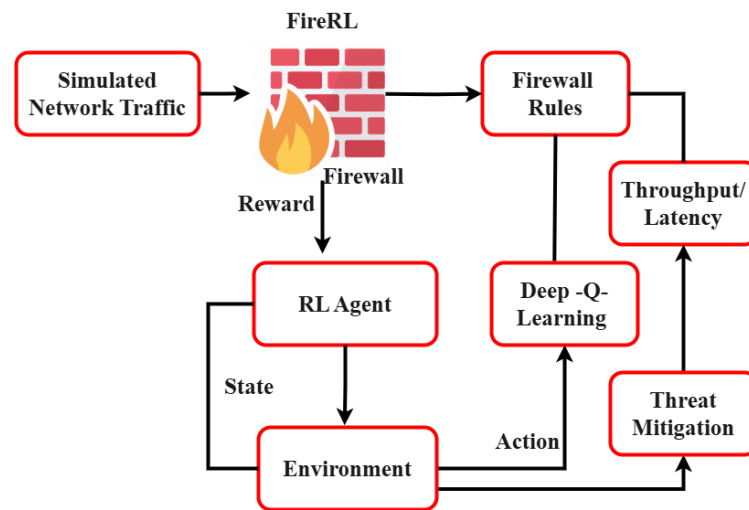 FireRL
Simulated
Network Traffic
Firewall
Rules
Firewall
Reward
Throughput/
Latency
RL Agent
Deep -Q-
Learning
State
Threat
Mitigation
Action
Environment